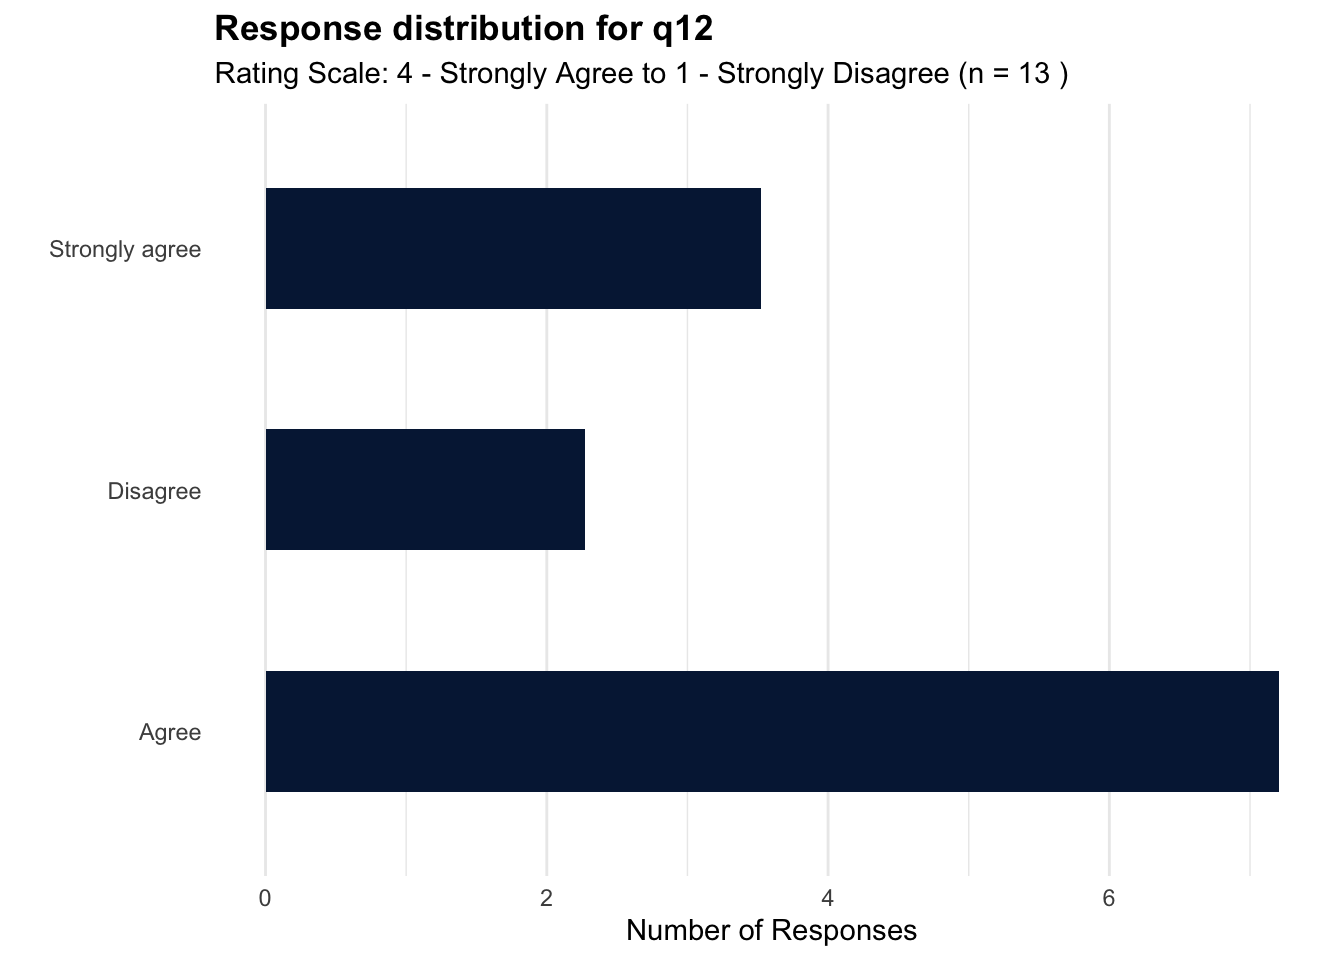 Response distribution for q12
Rating Scale: 4 - Strongly Agree to 1 - Strongly Disagree (n = 13 )
Strongly agree
Disagree
Agree
0 2 4 6
Number of Responses